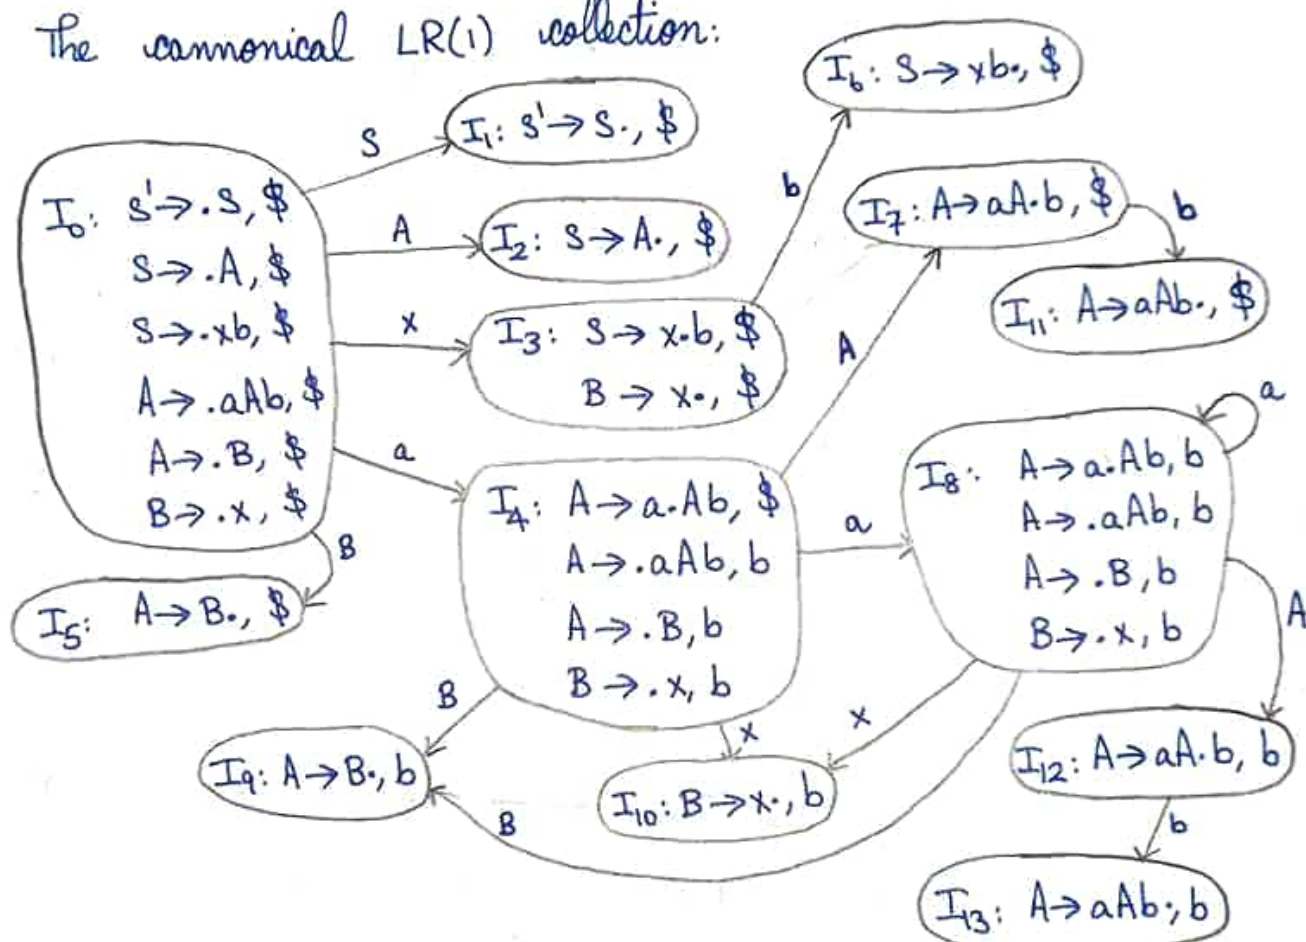 The cannonical LR(1) collection:
I₆: S→xb., $
I₁: S'→S., $
S
I₀: S'→.S, $
S→.A, $
S→.xb, $
A→.aAb, $
A→.B, $
B→.x, $
A
I₂: S→A., $
b
I₇: A→aA.b, $
b
I₁₁: A→aAb., $
x
I₃: S→x.b, $
B→x., $
A
a
I₄: A→a.Ab, $
A→.aAb, b
A→.B, b
B→.x, b
a
I₈: A→a.Ab, b
A→.aAb, b
A→.B, b
B→.x, b
a
B
I₅: A→B., $
A
B
I₉: A→B., b
x
I₁₀: B→x., b
x
B
I₁₂: A→aA.b, b
b
I₁₃: A→aAb., b